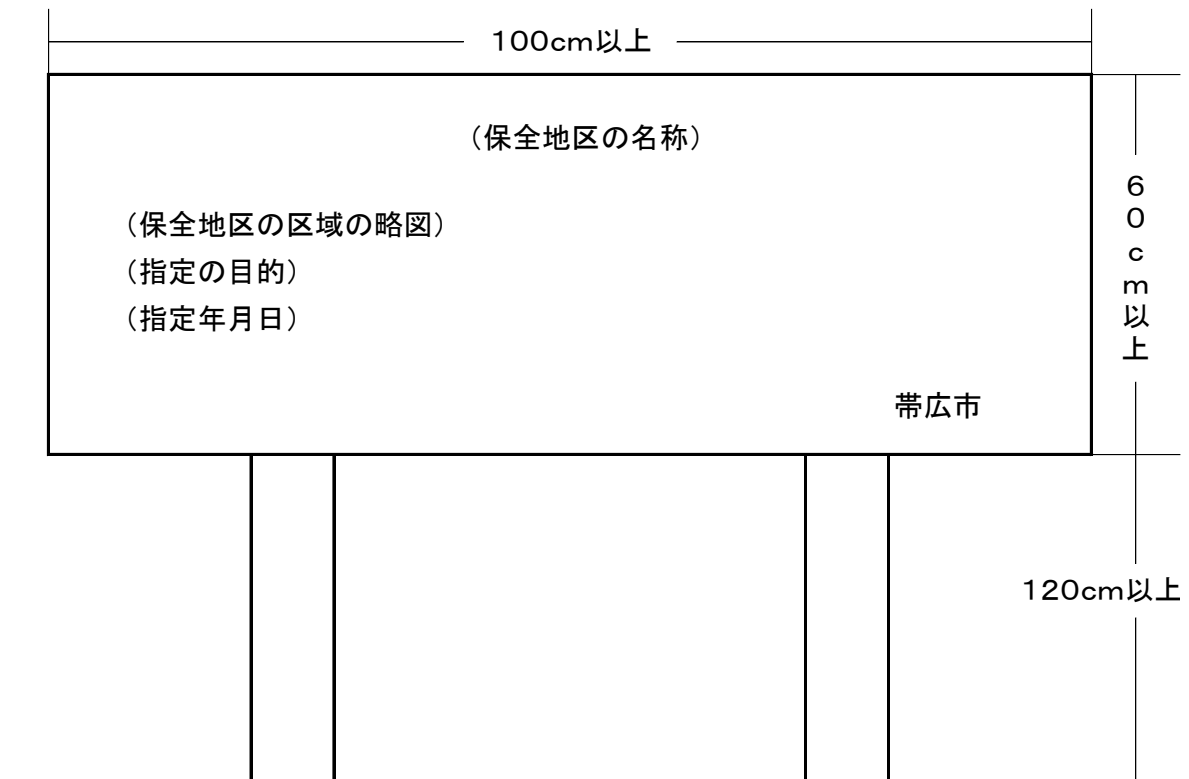 100cm以上
（保全地区の名称）
（保全地区の区域の略図）
（指定の目的）
（指定年月日）
帯広市
60cm以上
120cm以上